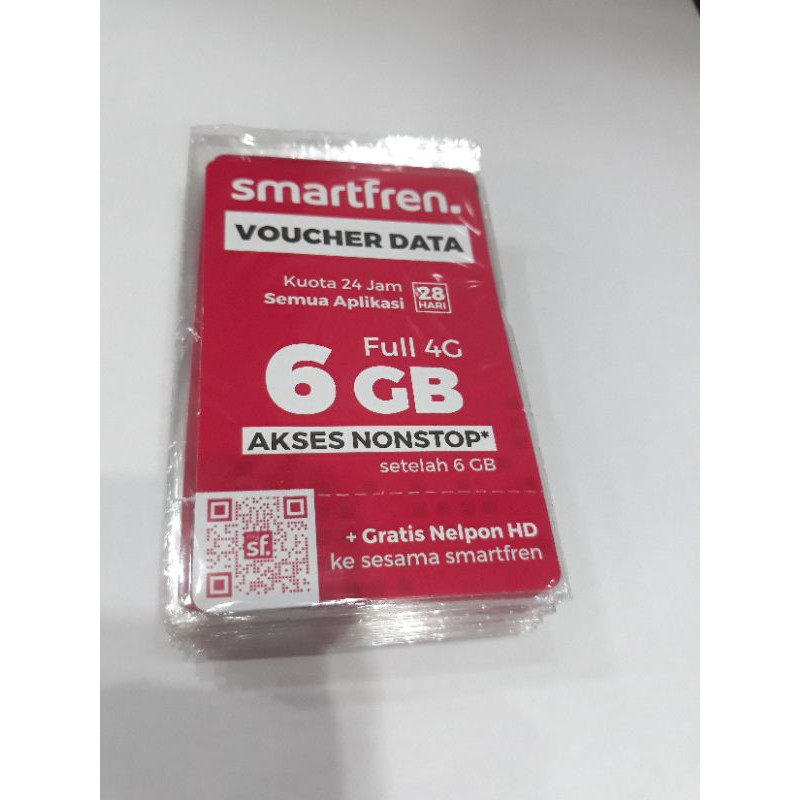 smartfren.
VOUCHER DATA
Kuota 24 Jam
Semua Aplikasi
28
HARI
Full 4G
6 GB
AKSES NONSTOP*
setelah 6 GB
my
sf.
+ Gratis Nelpon HD
ke sesama smartfren